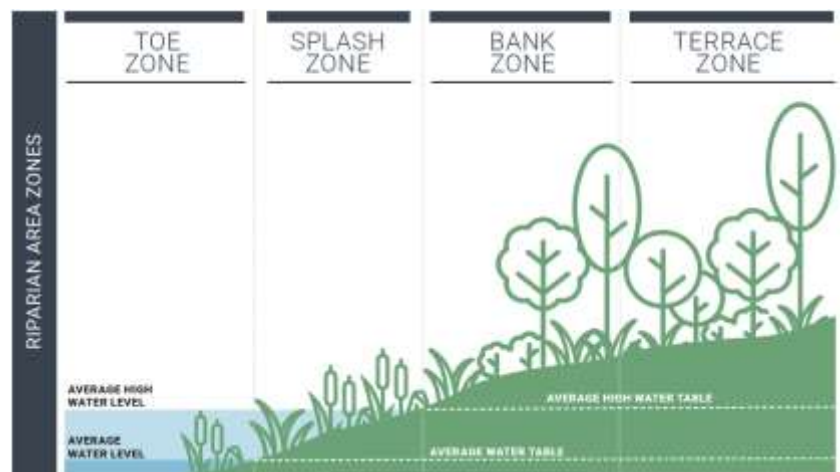 RIPARIAN AREA ZONES
TOE
ZONE
SPLASH
ZONE
BANK
ZONE
TERRACE
ZONE
AVERAGE HIGH
WATER LEVEL
AVERAGE HIGH WATER TABLE
AVERAGE
WATER LEVEL
AVERAGE WATER TABLE